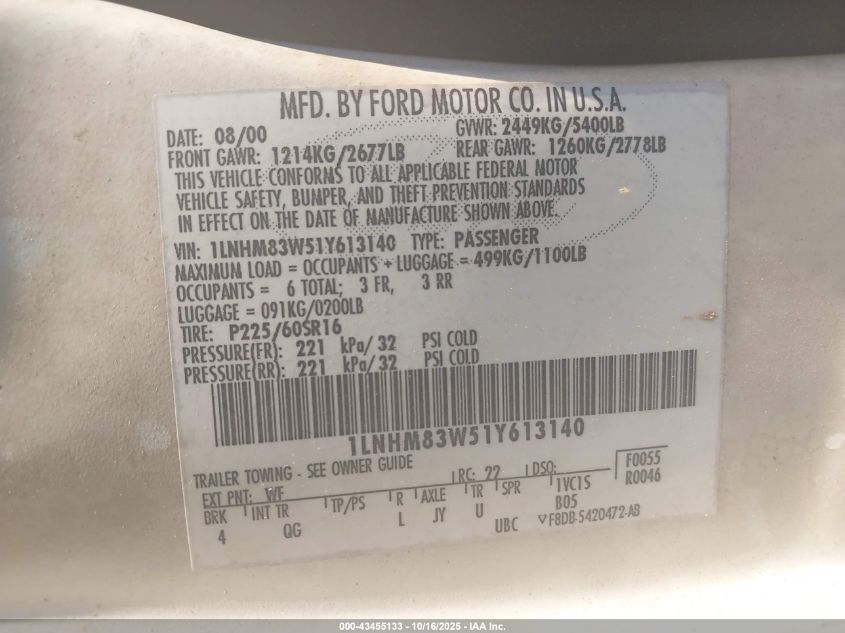 MFD. BY FORD MOTOR CO. IN U.S.A.
DATE: 08/00 GVWR: 2449KG/5400LB
FRONT GAWR: 1214KG/2677LB REAR GAWR: 1260KG/2778LB
THIS VEHICLE CONFORMS TO ALL APPLICABLE FEDERAL MOTOR
VEHICLE SAFETY, BUMPER, AND THEFT PREVENTION STANDARDS
IN EFFECT ON THE DATE OF MANUFACTURE SHOWN ABOVE.
VIN: 1LNHM83W51Y613140 TYPE: PASSENGER
MAXIMUM LOAD = OCCUPANTS + LUGGAGE = 499KG/1100LB
OCCUPANTS = 6 TOTAL; 3 FR, 3 RR
LUGGAGE = 091KG/0200LB
TIRE: P225/60SR16
PRESSURE(FR): 221 kPa/32 PSI COLD
PRESSURE(RR): 221 kPa/32 PSI COLD
1LNHM83W51Y613140
TRAILER TOWING - SEE OWNER GUIDE
EXT PNT: WF RC: 22 DSO: F0055
BRK INT TR TP/PS R AXLE TR SPR 1VC1S R0046
4 QG L JY U UBC B05
F8DB-5420472-AB
000-43455133 - 10/16/2025 - IAA Inc.